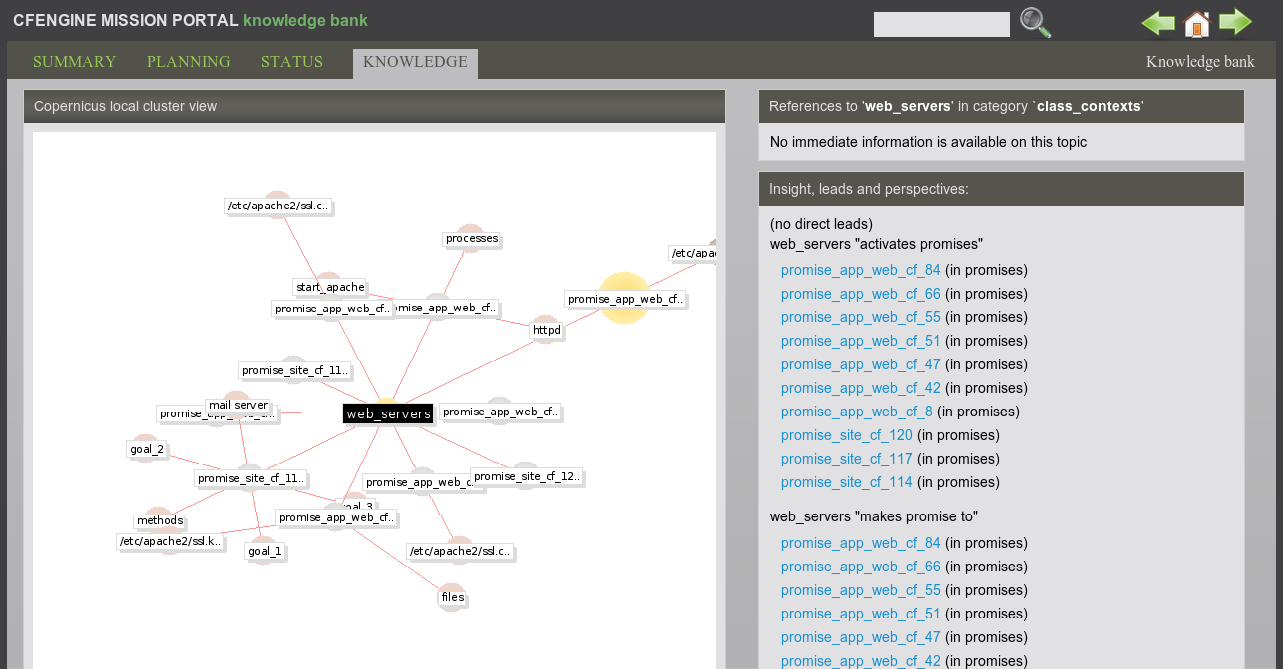 CFENGINE MISSION PORTAL knowledge bank
SUMMARY PLANNING STATUS KNOWLEDGE Knowledge bank
Copernicus local cluster view
/etc/apache2/ssl.c..
processes
/etc/apac
start_apache
promise_app_web_cf..
omise_app_web_cf..
promise_app_web_cf..
httpd
promise_site_cf_11..
mail server
web_servers
promise_app_web_cf..
goal_2
promise_site_cf_11..
promise_app_web_c..
promise_site_cf_12..
goal_3
promise_app_web_cf..
methods
/etc/apache2/ssl.k..
goal_1
/etc/apache2/ssl.c..
files
References to 'web_servers' in category `class_contexts'
No immediate information is available on this topic
Insight, leads and perspectives:
(no direct leads)
web_servers "activates promises"
promise_app_web_cf_84 (in promises)
promise_app_web_cf_66 (in promises)
promise_app_web_cf_55 (in promises)
promise_app_web_cf_51 (in promises)
promise_app_web_cf_47 (in promises)
promise_app_web_cf_42 (in promises)
promise_app_web_cf_8 (in promises)
promise_site_cf_120 (in promises)
promise_site_cf_117 (in promises)
promise_site_cf_114 (in promises)
web_servers "makes promise to"
promise_app_web_cf_84 (in promises)
promise_app_web_cf_66 (in promises)
promise_app_web_cf_55 (in promises)
promise_app_web_cf_51 (in promises)
promise_app_web_cf_47 (in promises)
promise_app_web_cf_42 (in promises)